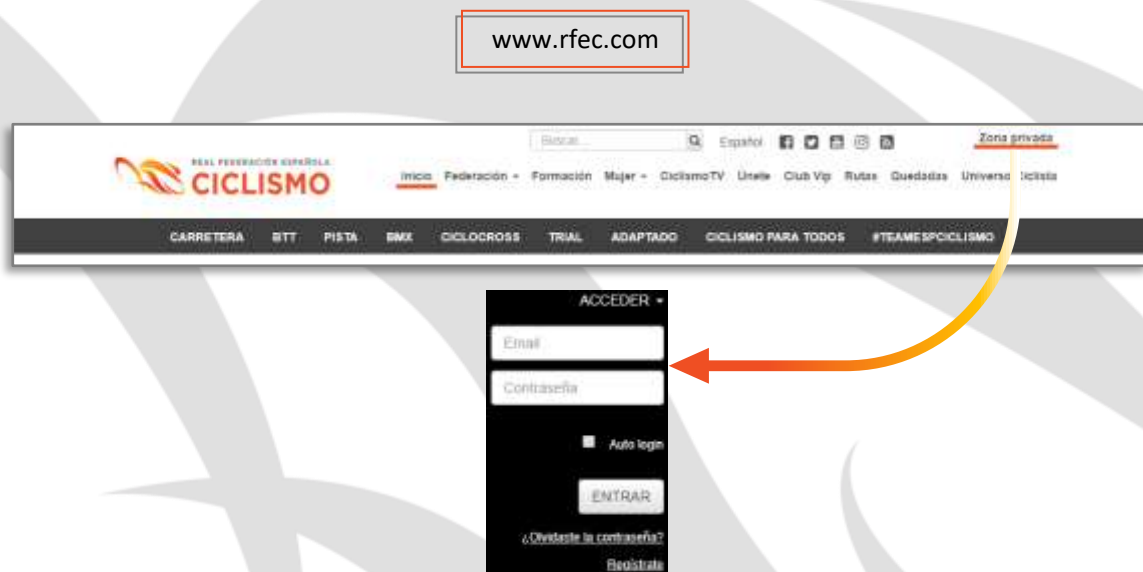 www.rfec.com
Buscar... Español Zona privada
REAL FEDERACIÓN ESPAÑOLA
CICLISMO
Inicio Federación Formación Mujer CiclismoTV Únete Club Vip Rutas Quedadas Universo Ciclista
CARRETERA BTT PISTA BMX CICLOCROSS TRIAL ADAPTADO CICLISMO PARA TODOS #TEAMESPCICLISMO
ACCEDER
Email
Contraseña
Auto login
ENTRAR
¿Olvidaste la contraseña?
Regístrate